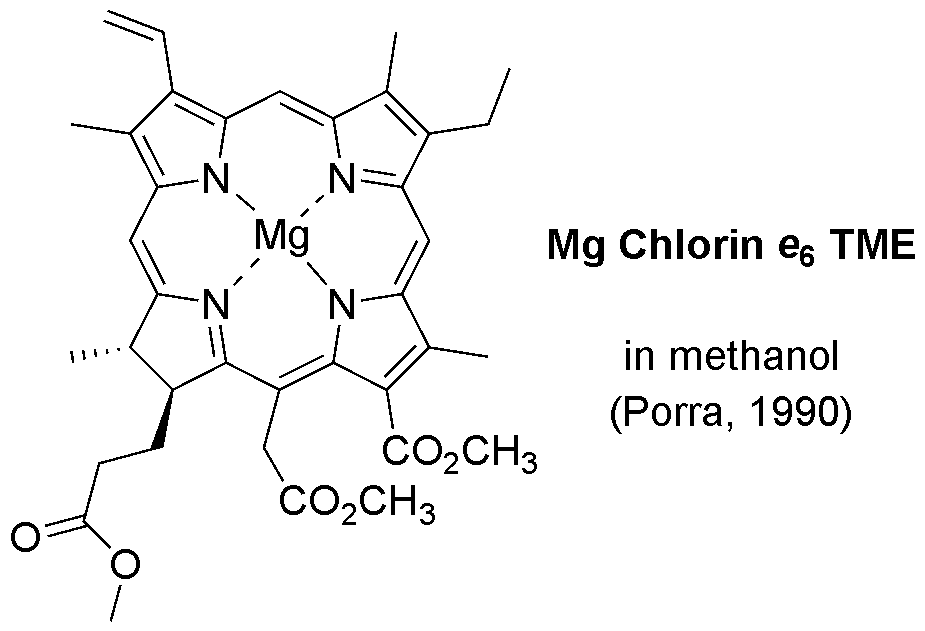 N
N
Mg
N
N
CO₂CH₃
CO₂CH₃
O
O
Mg Chlorin e₆ TME
in methanol
(Porra, 1990)